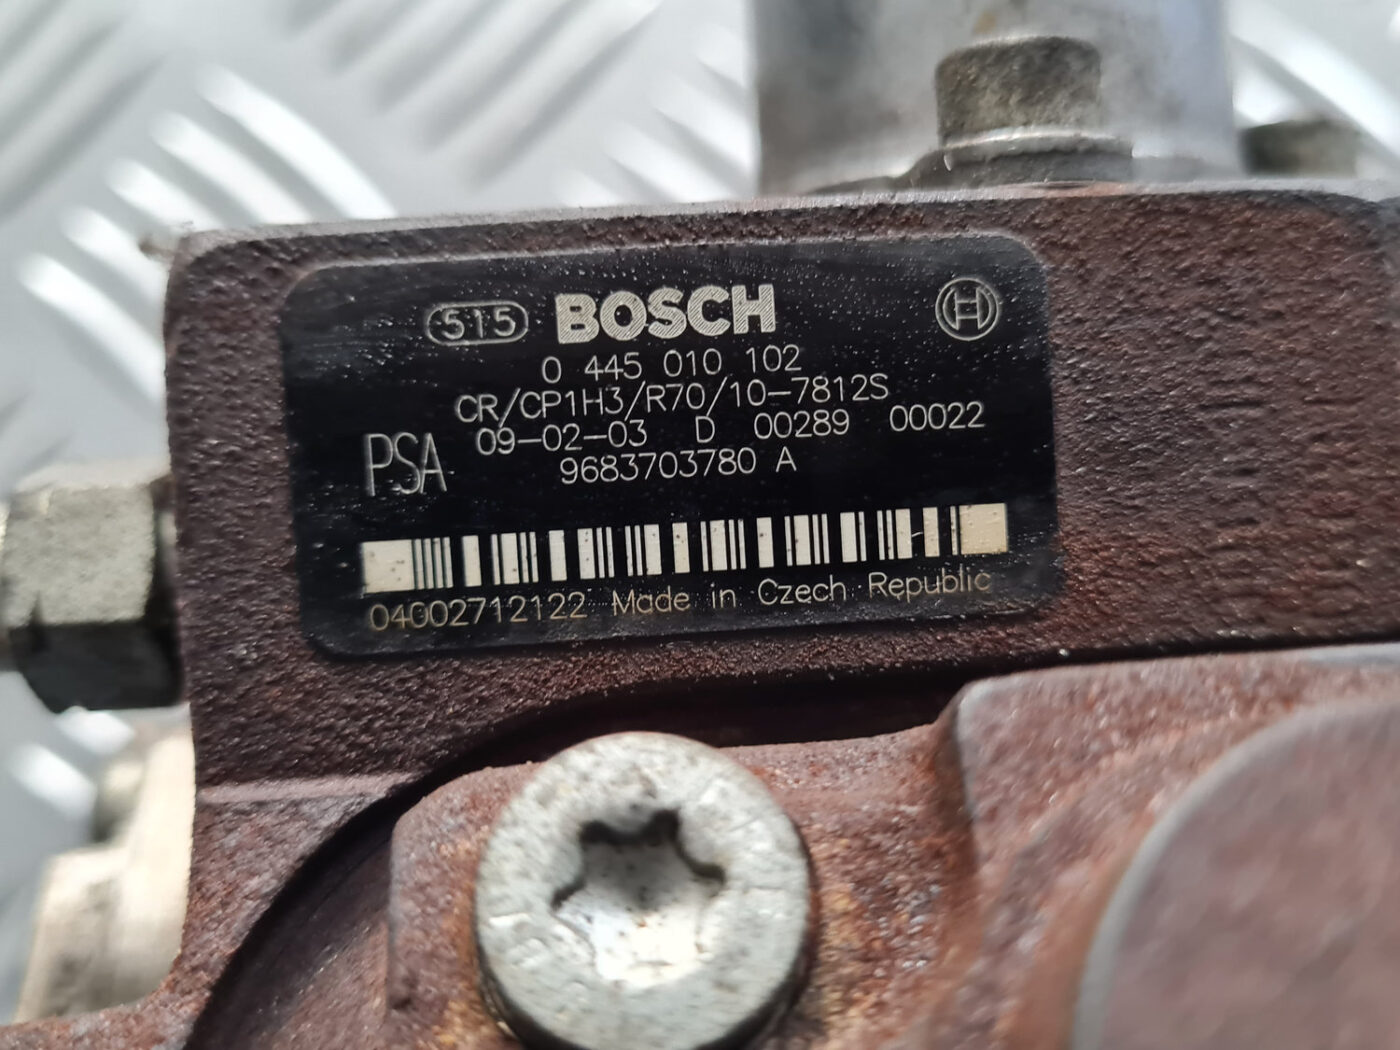 515 BOSCH
0 445 010 102
CR/CP1H3/R70/10-7812S
PSA 09-02-03 D 00289 00022
9683703780 A
04002712122 Made in Czech Republic